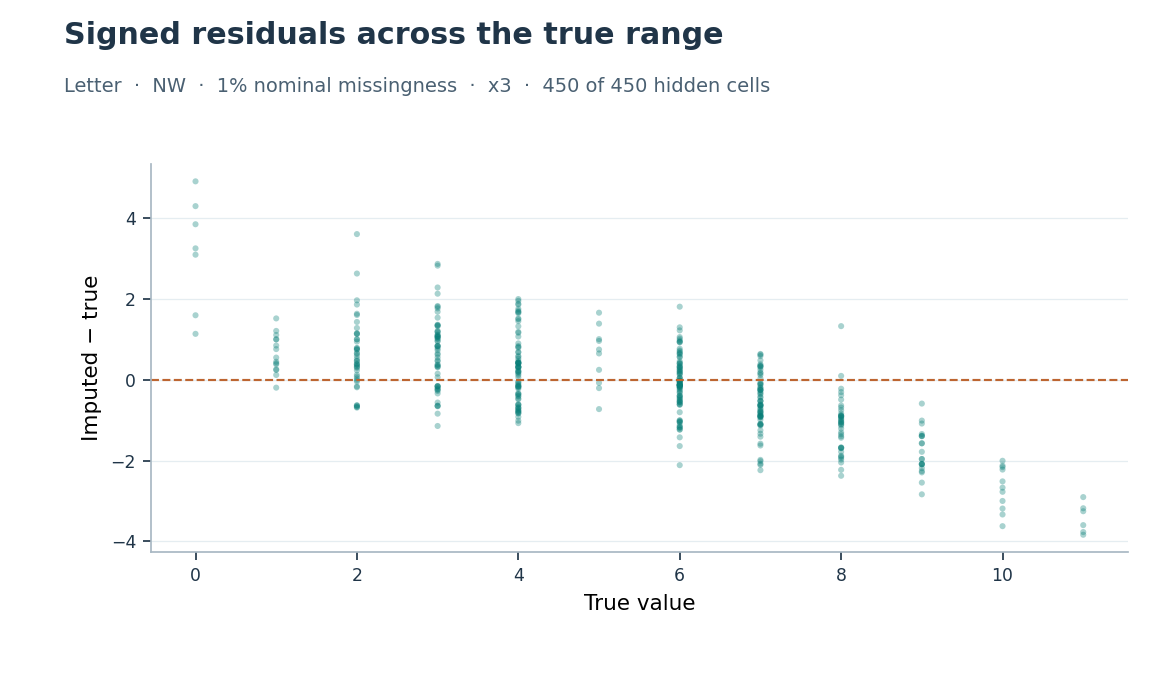 Signed residuals across the true range
Letter · NW · 1% nominal missingness · x3 · 450 of 450 hidden cells
Imputed − true
4
2
0
−2
−4
0 2 4 6 8 10
True value